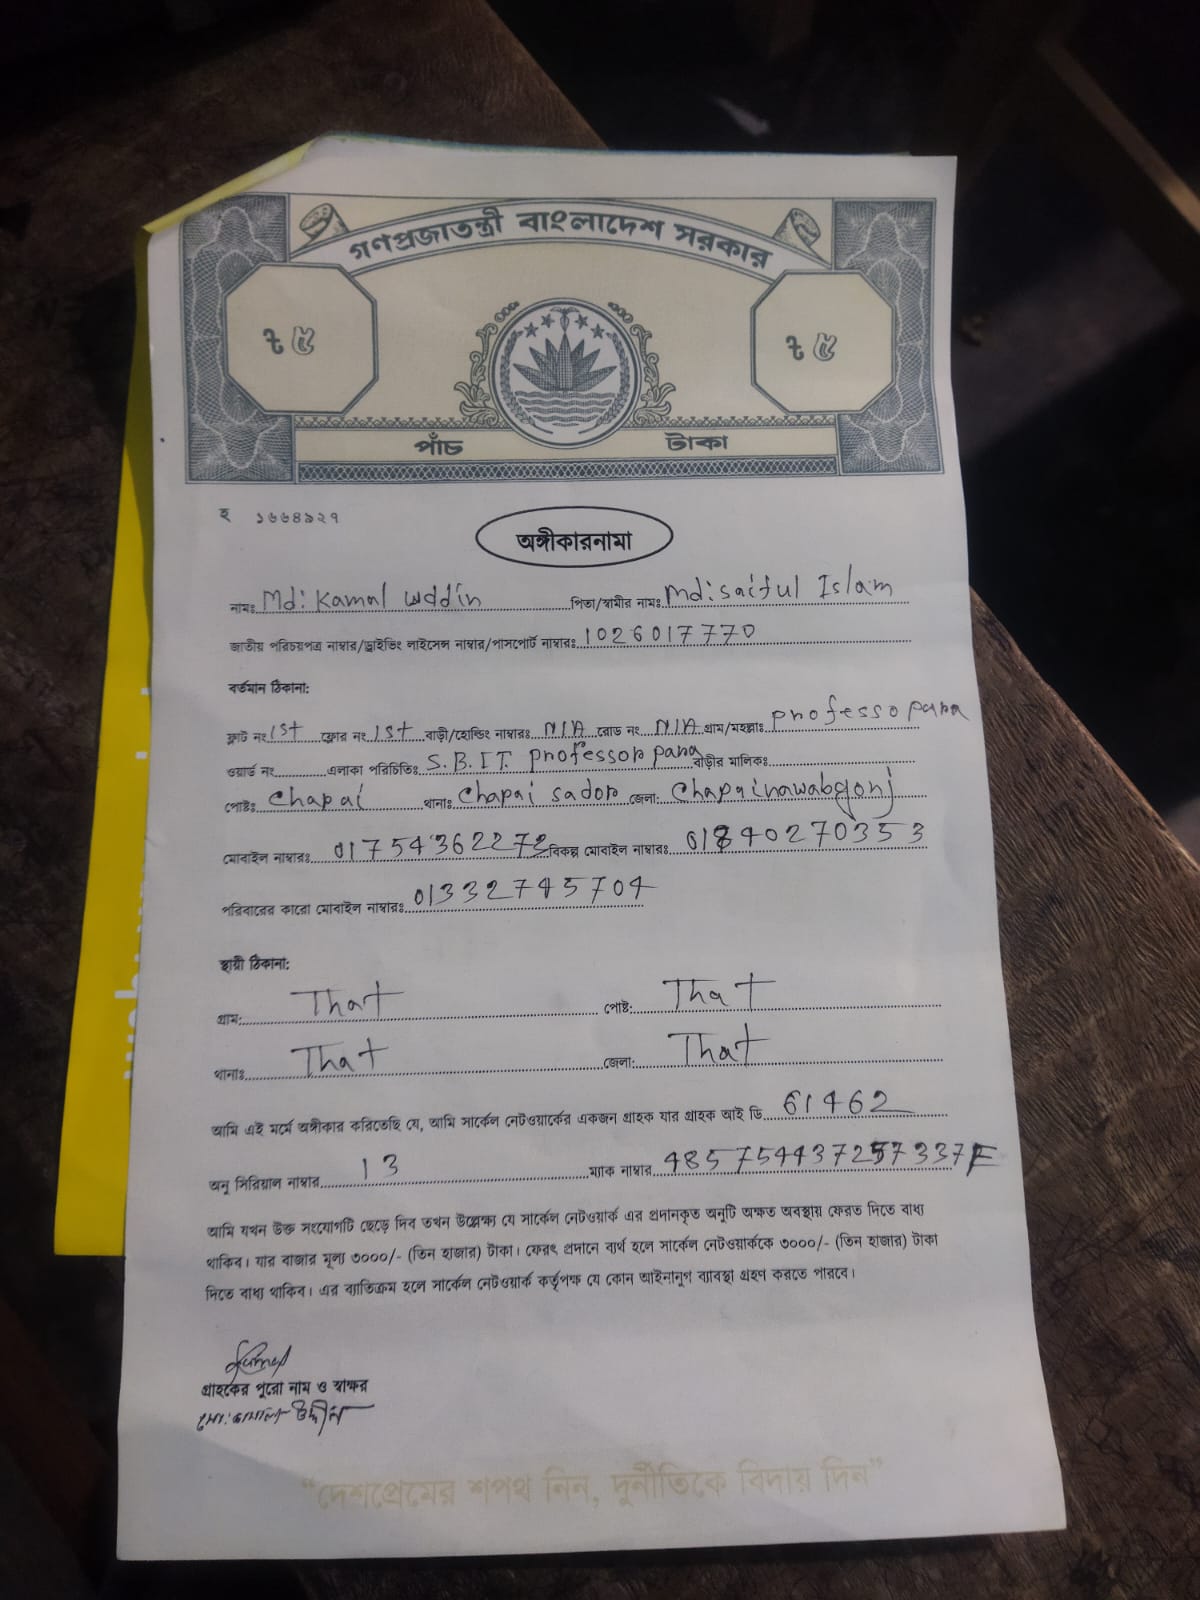 গণপ্রজাতন্ত্রী বাংলাদেশ সরকার
৳ ৫ ৳ ৫
পাঁচ টাকা
হ ১৬৬৪৯২৭
অঙ্গীকারনামা
নামঃ Md: Kamal uddin পিতা/স্বামীর নামঃ Md: saiful Islam
জাতীয় পরিচয়পত্র নাম্বার/ড্রাইভিং লাইসেন্স নাম্বার/পাসপোর্ট নাম্বারঃ 1026017770
বর্তমান ঠিকানা:
ফ্লাট নং 1st ফ্লোর নং 1st বাড়ী/হোল্ডিং নাম্বারঃ N/A রোড নং N/A গ্রাম/মহল্লাঃ professo para
ওয়ার্ড নং এলাকা পরিচিতিঃ S.B.IT. professor para বাড়ীর মালিকঃ
পোষ্টঃ chapai থানাঃ chapai sador জেলা: chapainawabgonj
মোবাইল নাম্বারঃ বিকল্প মোবাইল নাম্বারঃ 01840270353
পরিবারের কারো মোবাইল নাম্বারঃ 01332745704
স্থায়ী ঠিকানা:
গ্রাম: That পোষ্ট: That
থানাঃ That জেলা: That
আমি এই মর্মে অঙ্গীকার করিতেছি যে, আমি সার্কেল নেটওয়ার্কের একজন গ্রাহক যার গ্রাহক আই ডি 61462
অনু সিরিয়াল নাম্বার 13 ম্যাক নাম্বার
আমি যখন উক্ত সংযোগটি ছেড়ে দিব তখন উল্লেক্ষ্য যে সার্কেল নেটওয়ার্ক এর প্রদানকৃত অনুটি অক্ষত অবস্থায় ফেরত দিতে বাধ্য
থাকিব। যার বাজার মূল্য ৩০০০/- (তিন হাজার) টাকা। ফেরৎ প্রদানে ব্যর্থ হলে সার্কেল নেটওয়ার্ককে ৩০০০/- (তিন হাজার) টাকা
দিতে বাধ্য থাকিব। এর ব্যাতিক্রম হলে সার্কেল নেটওয়ার্ক কর্তৃপক্ষ যে কোন আইনানুগ ব্যাবস্থা গ্রহণ করতে পারবে।
গ্রাহকের পুরো নাম ও স্বাক্ষর
মো: কামাল উদ্দীন
“দেশপ্রেমের শপথ নিন, দুর্নীতিকে বিদায় দিন”